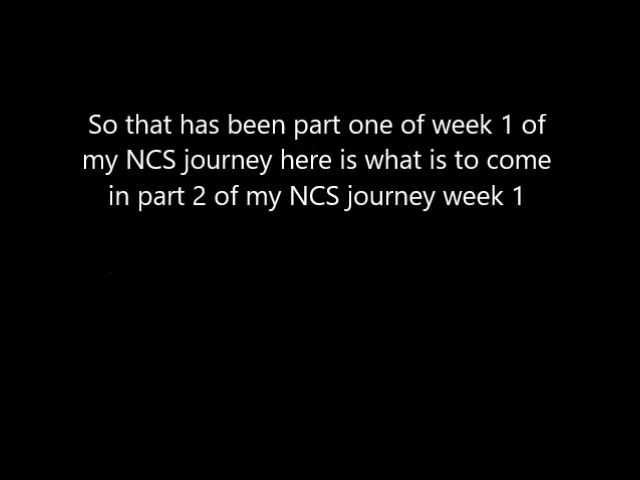 So that has been part one of week 1 of
my NCS journey here is what is to come
in part 2 of my NCS journey week 1